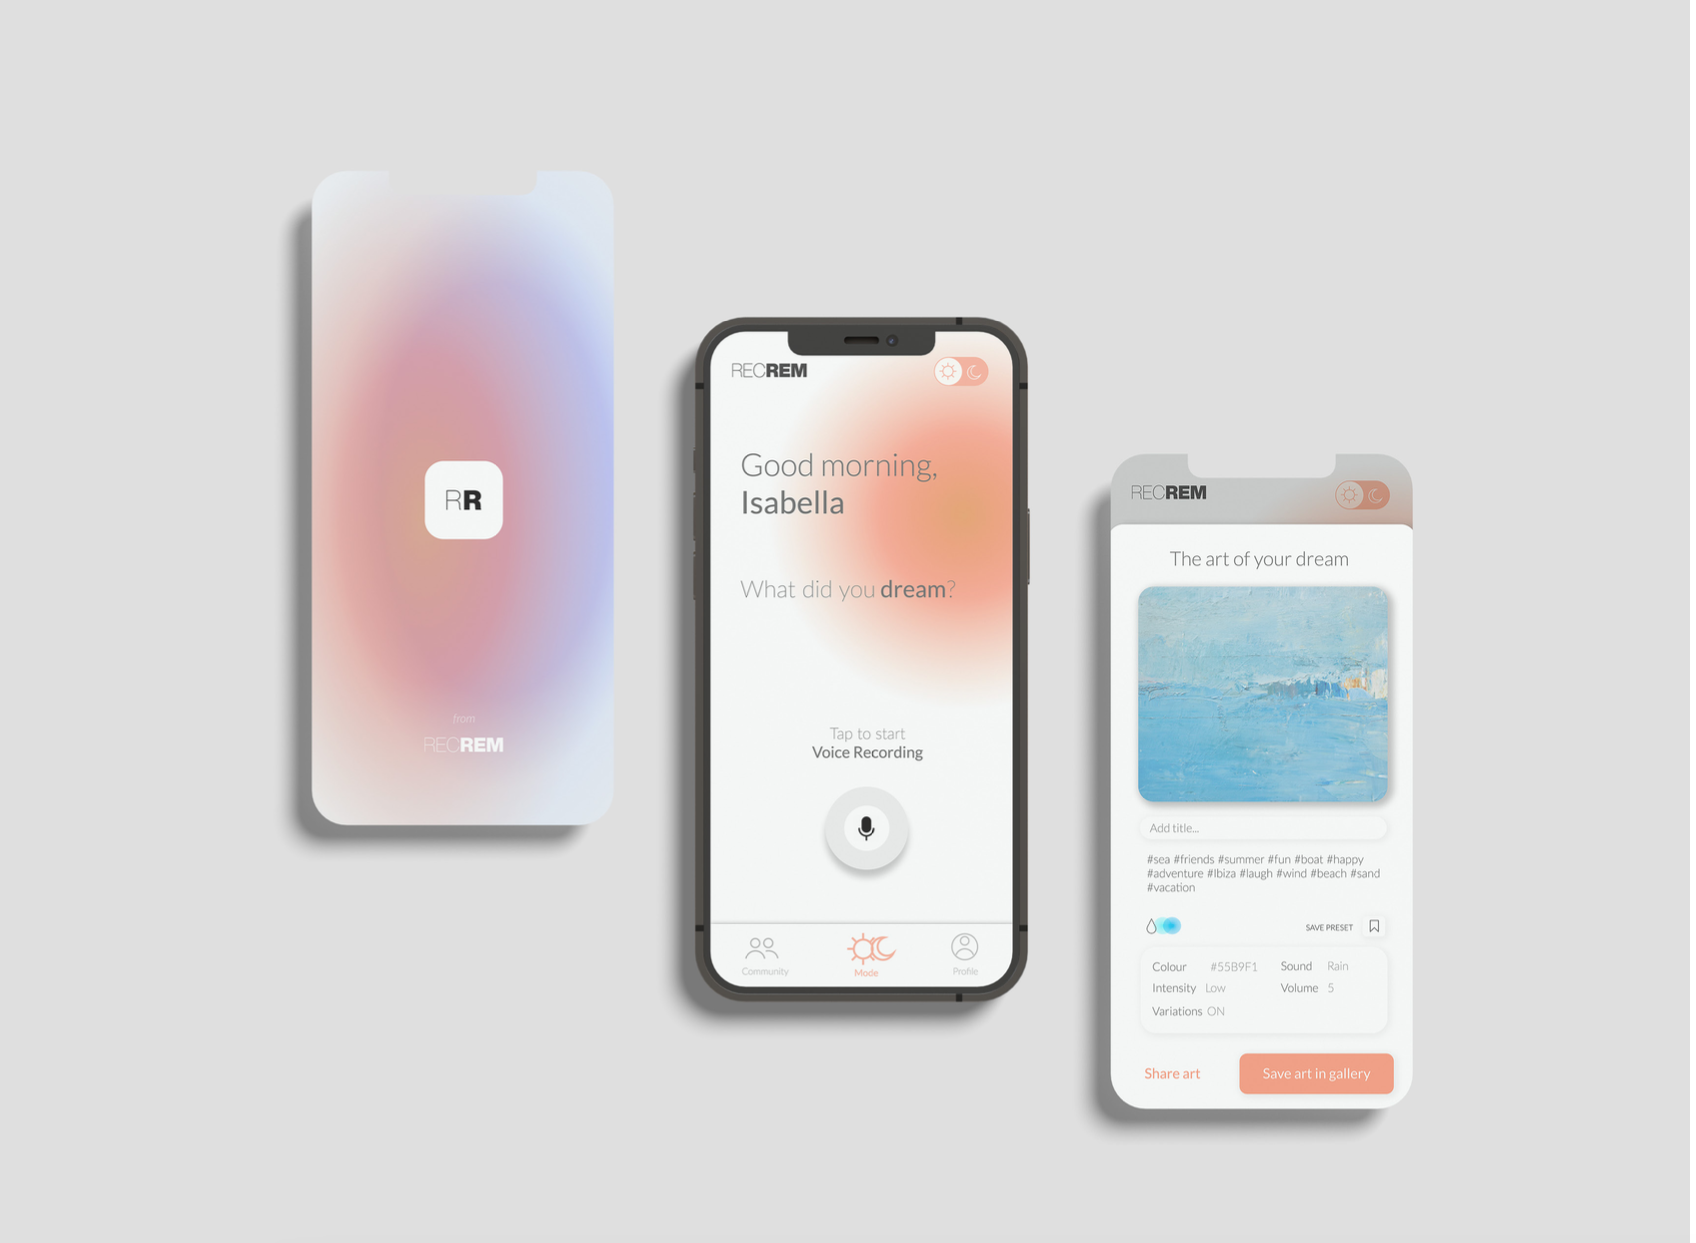 RR
from
RECREM
RECREM
Good morning,
Isabella
What did you dream?
Tap to start
Voice Recording
Community
Mode
Profile
RECREM
The art of your dream
Add title...
#sea #friends #summer #fun #boat #happy
#adventure #Ibiza #laugh #wind #beach #sand
#vacation
SAVE PRESET
Colour #55B9F1 Sound Rain
Intensity Low Volume 5
Variations ON
Share art Save art in gallery